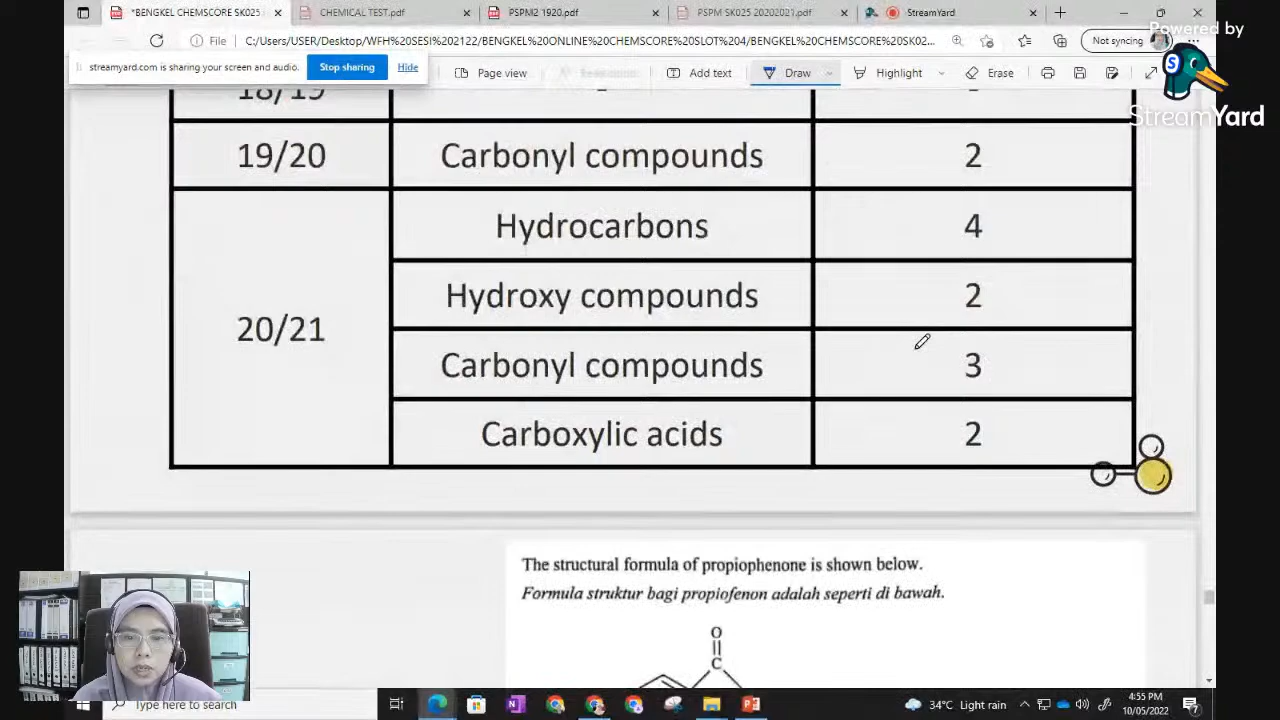 *BENGKEL CHEMSCORE SK025
CHEMICAL TEST.pdf
PSPM2 1920.pdf
PSPM SK025 20202021.pdf
StreamYard
Powered by
File
C:/Users/USER/Desktop/WFH%20SESI%20
EL%20ONLINE%20CHEMSCORE%20SLOT%204/BENGKEL%20CHEMSCORE%20SK02...
Not syncing
streamyard.com is sharing your screen and audio.
Stop sharing
Hide
Page view
Add text
Draw
Highlight
Erase
StreamYard
18/19
19/20
Carbonyl compounds
2
20/21
Hydrocarbons
4
Hydroxy compounds
2
Carbonyl compounds
3
Carboxylic acids
2
The structural formula of propiophenone is shown below.
Formula struktur bagi propiofenon adalah seperti di bawah.
O
C
Type here to search
34°C Light rain
4:55 PM
10/05/2022